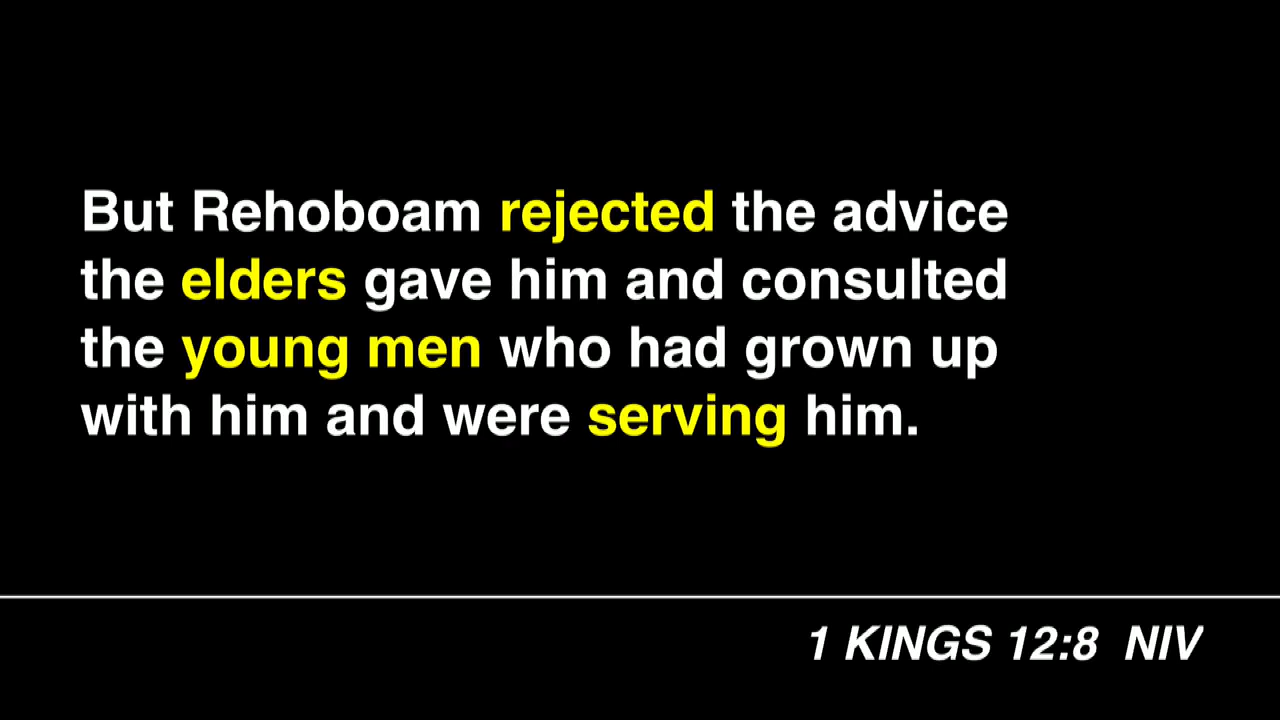 But Rehoboam rejected the advice
the elders gave him and consulted
the young men who had grown up
with him and were serving him.
1 KINGS 12:8 NIV